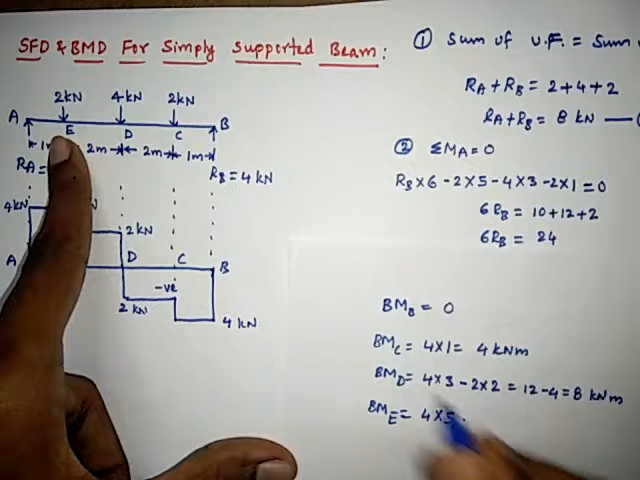 SFD & BMD For Simply Supported Beam:
2kN 4kN 2kN
A B
E D C
1m 2m 2m 1m
RA= RB = 4 kN
4kN N
2kN
A D C B
-ve
2 kN
4 kN
① Sum of U.F. = Sum
RA+RB = 2+4+2
RA+RB = 8 kN
② ΣMA=0
RB×6 -2×5-4×3-2×1=0
6RB = 10+12+2
6RB = 24
BMB = 0
BMC = 4×1= 4 kNm
BMD= 4×3-2×2 = 12-4=8 kNm
BME= 4×5